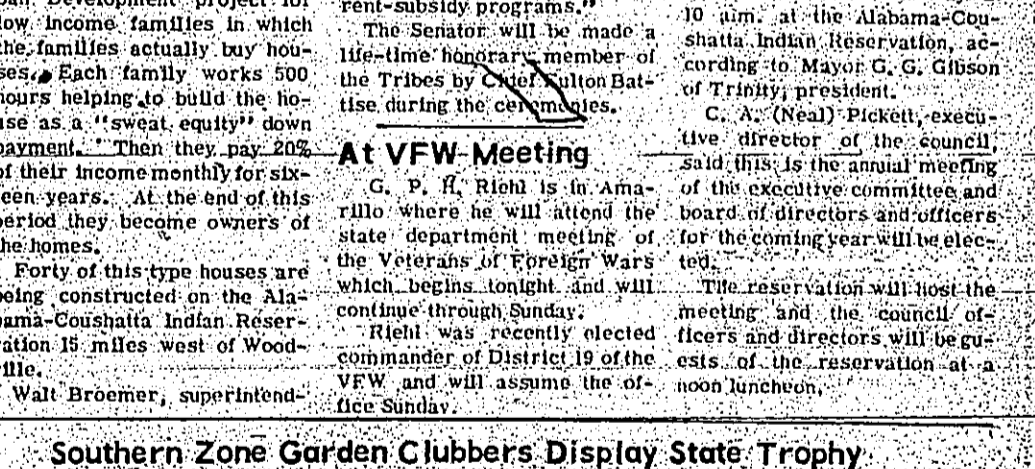 Development project for
low income families in which
the families actually buy hou-
ses. Each family works 500
hours helping to build the ho-
use as a "sweat equity" down
payment. Then they pay 20%
of their income monthly for six-
teen years. At the end of this
period they become owners of
the homes.
Forty of this type houses are
being constructed on the Ala-
bama-Coushatta Indian Reser-
vation 15 miles west of Wood-
ville.
Walt Broemer, superintend-
rent-subsidy programs."
The Senator will be made a
life-time honorary member of
the Tribes by Chief Fulton Bat-
tise during the ceremonies.
At VFW Meeting
G. P. H. Riehl is in Ama-
rillo where he will attend the
state department meeting of
the Veterans of Foreign Wars
which begins tonight and will
continue through Sunday.
Riehl was recently elected
commander of District 19 of the
VFW and will assume the of-
fice Sunday.
10 a.m. at the Alabama-Cou-
shatta Indian Reservation, ac-
cording to Mayor G. G. Gibson
of Trinity, president.
C. A. (Neal) Pickett, execu-
tive director of the council,
said this is the annual meeting
of the executive committee and
board of directors and officers
for the coming year will be elec-
ted.
The reservation will host the
meeting and the council of-
ficers and directors will be gu-
ests of the reservation at a
noon luncheon.
Southern Zone Garden Clubbers Display State Trophy